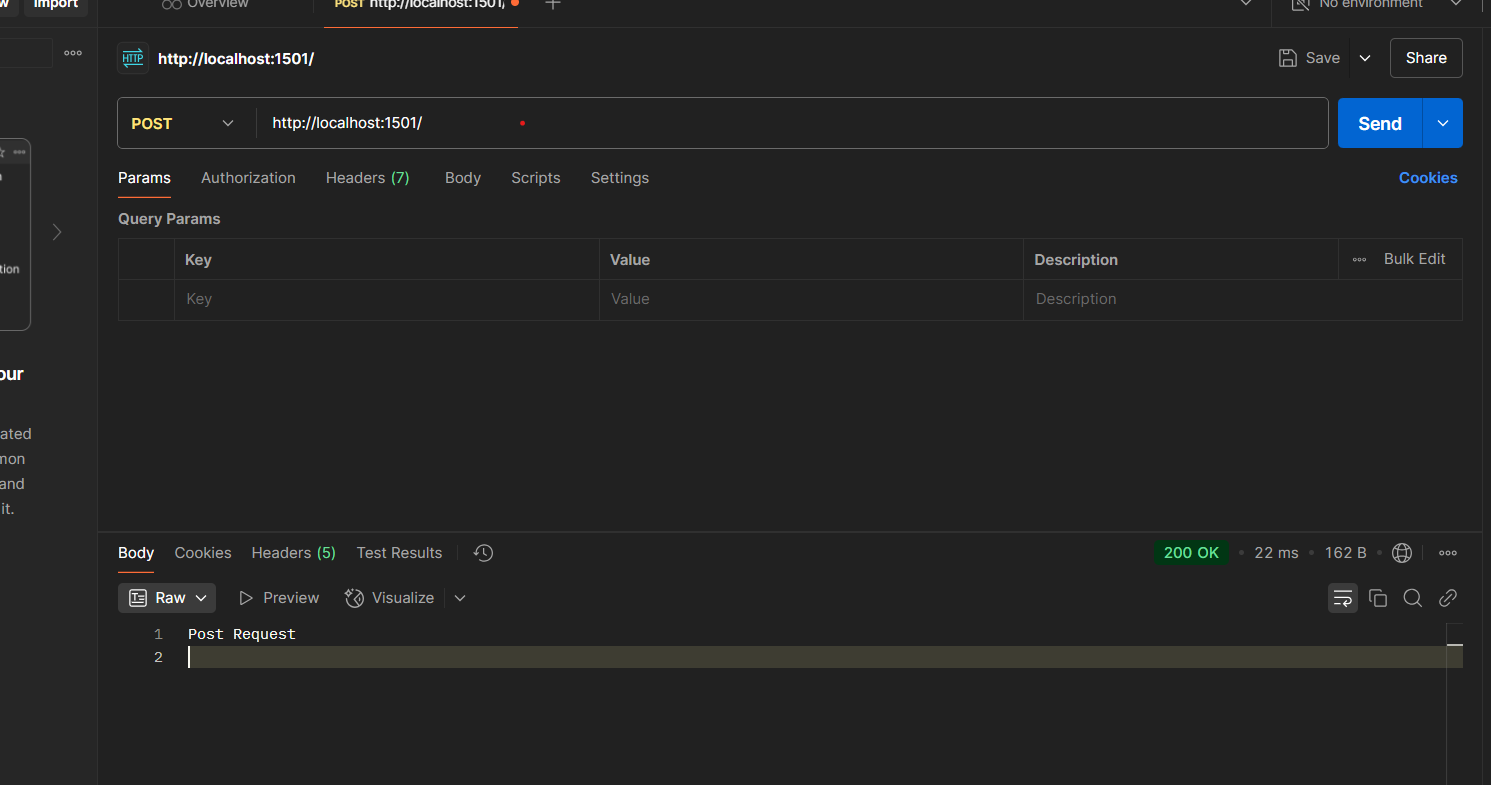 Import
Overview
POST http://localhost:1501/
No environment
HTTP http://localhost:1501/
Save
Share
POST
http://localhost:1501/
Send
Params
Authorization
Headers (7)
Body
Scripts
Settings
Cookies
Query Params
Key
Value
Description
Bulk Edit
Key
Value
Description
tion
our
ated
mon
and
it.
Body
Cookies
Headers (5)
Test Results
200 OK
22 ms
162 B
Raw
Preview
Visualize
1 Post Request
2